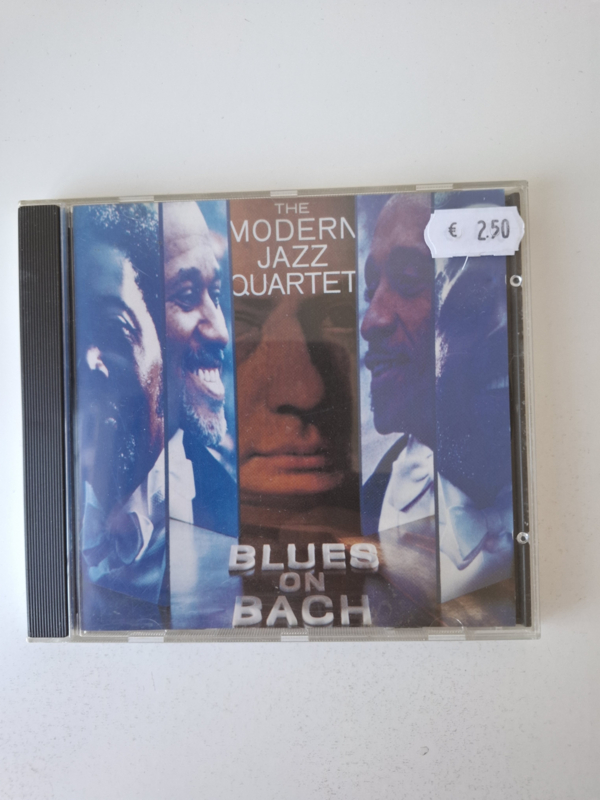 THE
MODERN
JAZZ
QUARTET
€ 2.50
BLUES
ON
BACH